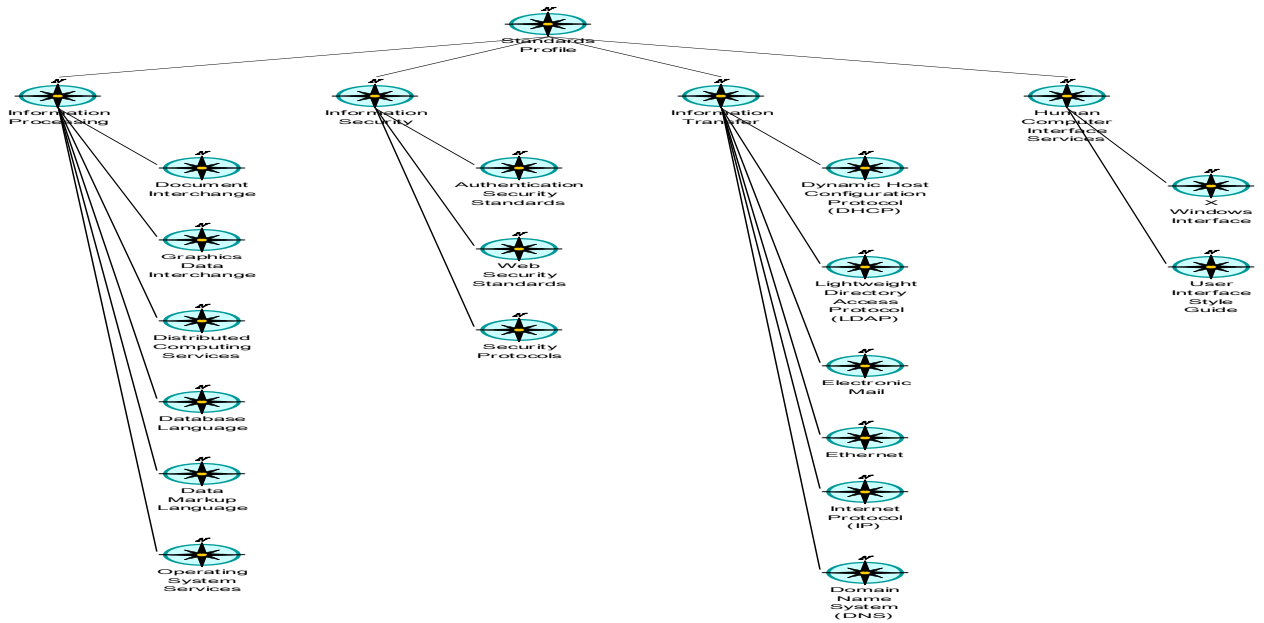 Standards
Profile
Information
Processing
Information
Security
Information
Transfer
Human
Computer
Interface
Services
Document
Interchange
Graphics
Data
Interchange
Distributed
Computing
Services
Database
Language
Data
Markup
Language
Operating
System
Services
Authentication
Security
Standards
Web
Security
Standards
Security
Protocols
Dynamic Host
Configuration
Protocol
(DHCP)
Lightweight
Directory
Access
Protocol
(LDAP)
Electronic
Mail
Ethernet
Internet
Protocol
(IP)
Domain
Name
System
(DNS)
X
Windows
Interface
User
Interface
Style
Guide